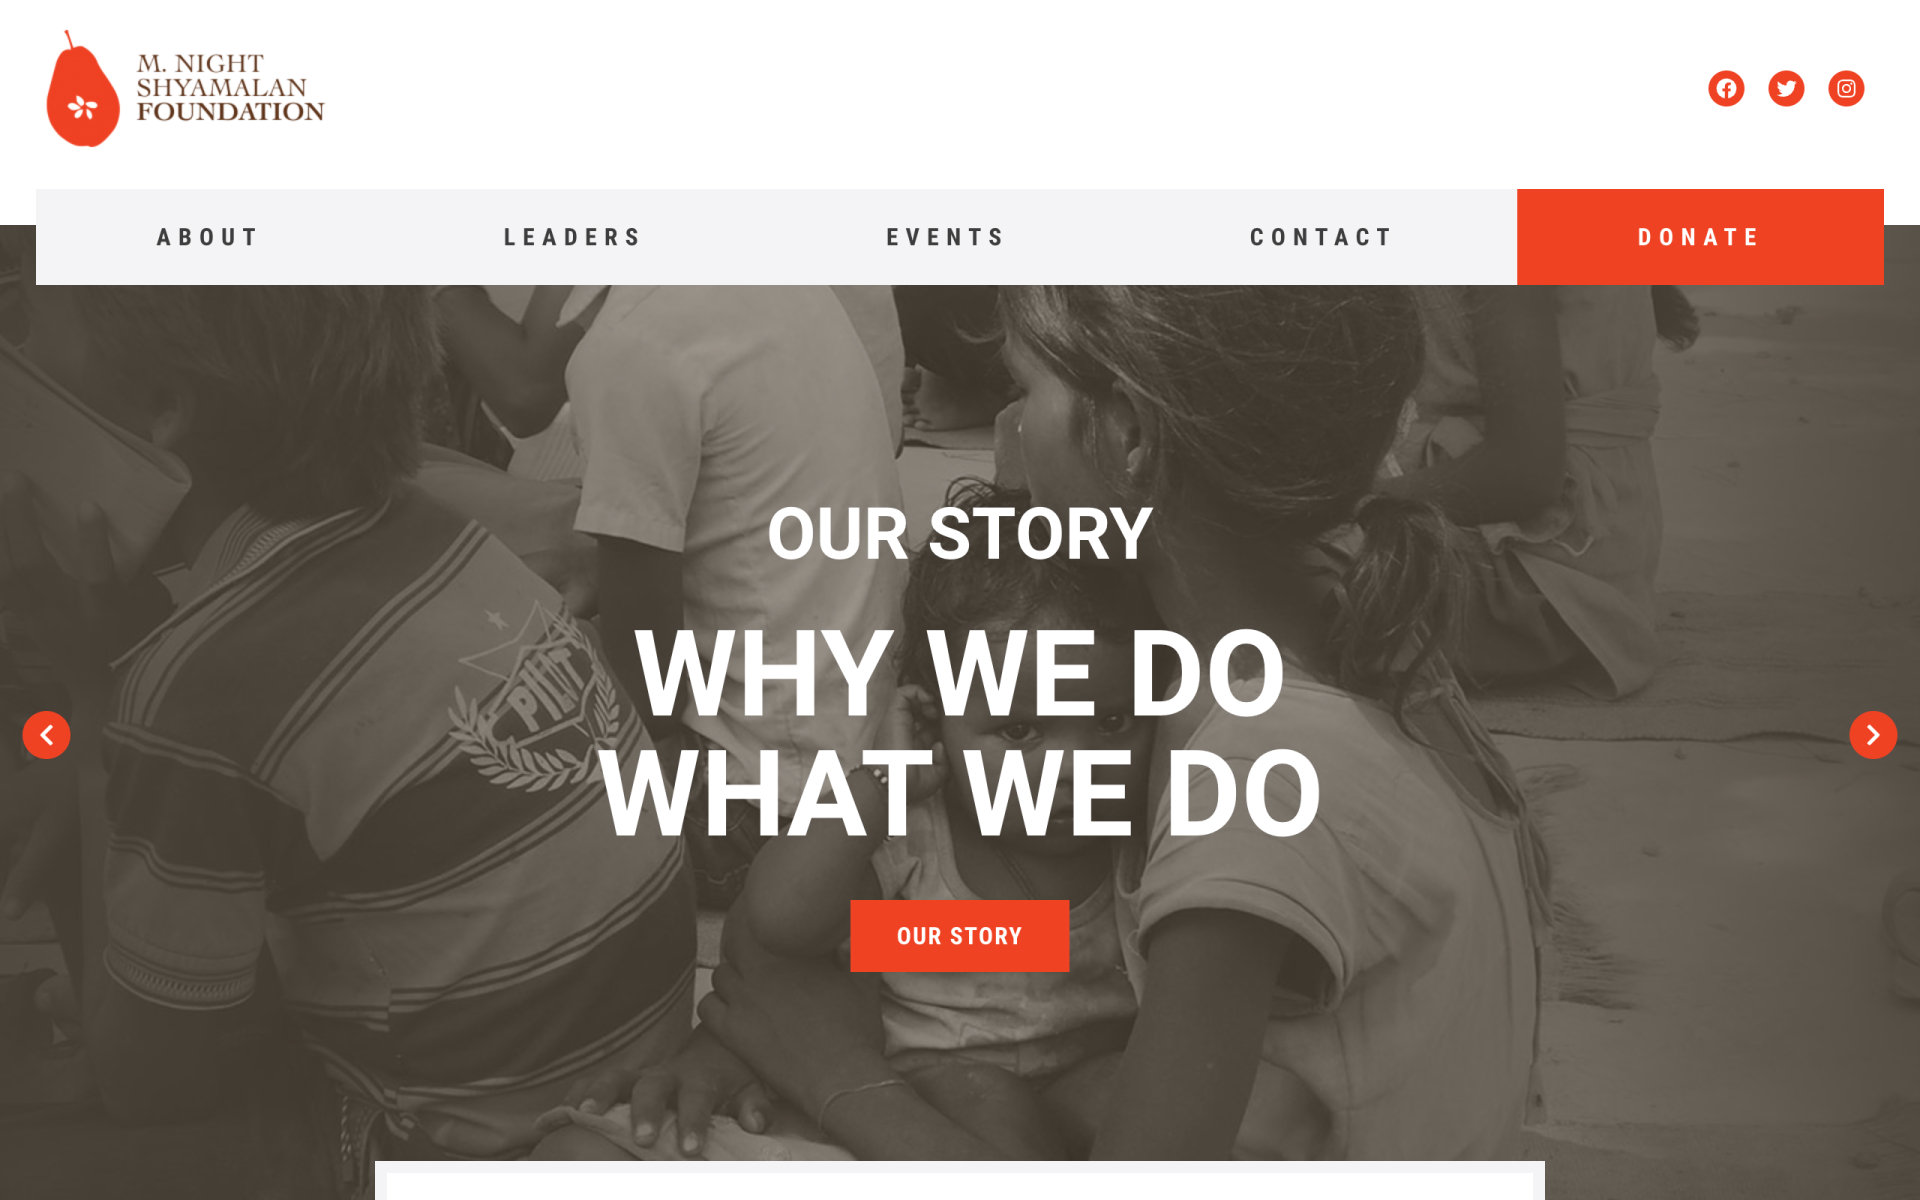 M. NIGHT
SHYAMALAN
FOUNDATION
ABOUT
LEADERS
EVENTS
CONTACT
DONATE
OUR STORY
WHY WE DO
WHAT WE DO
OUR STORY